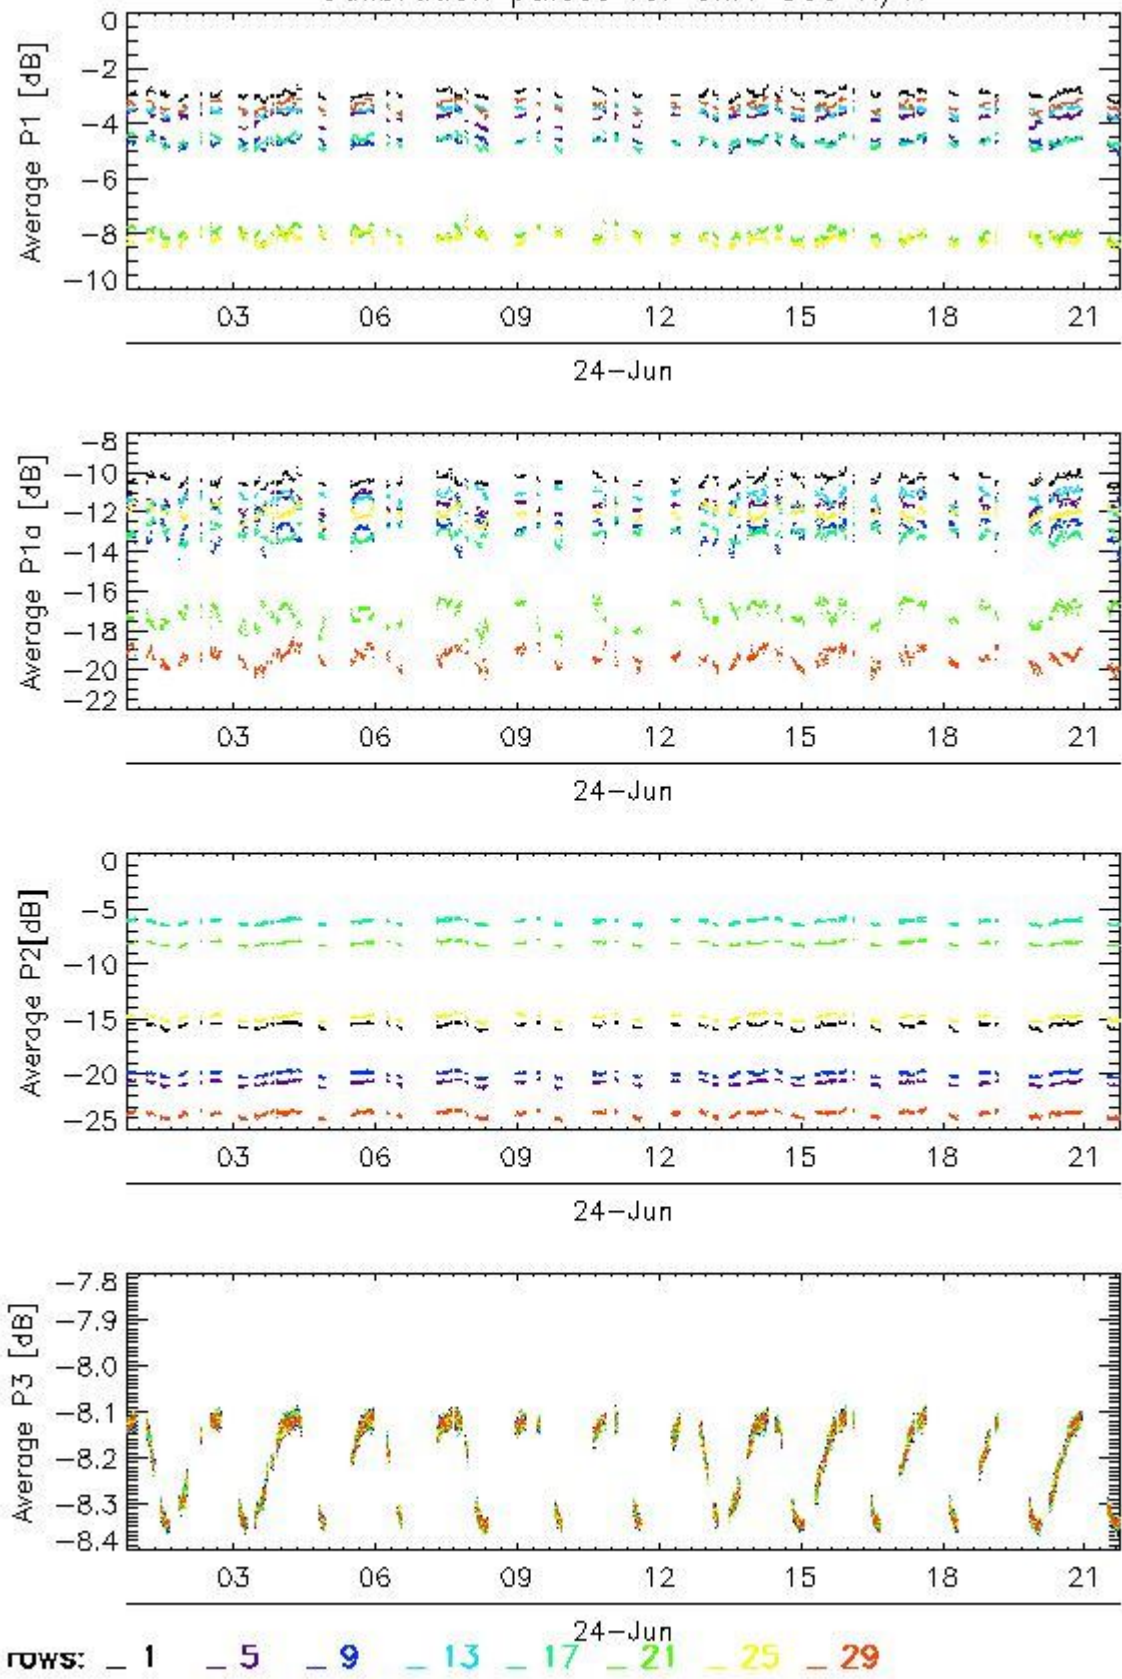 0
-2
-4
-6
-8
-10
Average P1 [dB]
03 06 09 12 15 18 21
24-Jun
-8
-10
-12
-14
-16
-18
-20
-22
Average P1a [dB]
03 06 09 12 15 18 21
24-Jun
0
-5
-10
-15
-20
-25
Average P2[dB]
03 06 09 12 15 18 21
24-Jun
-7.8
-7.9
-8.0
-8.1
-8.2
-8.3
-8.4
Average P3 [dB]
03 06 09 12 15 18 21
24-Jun
rows: _ 1 _ 5 _ 9 _ 13 _ 17 _ 21 _ 25 _ 29